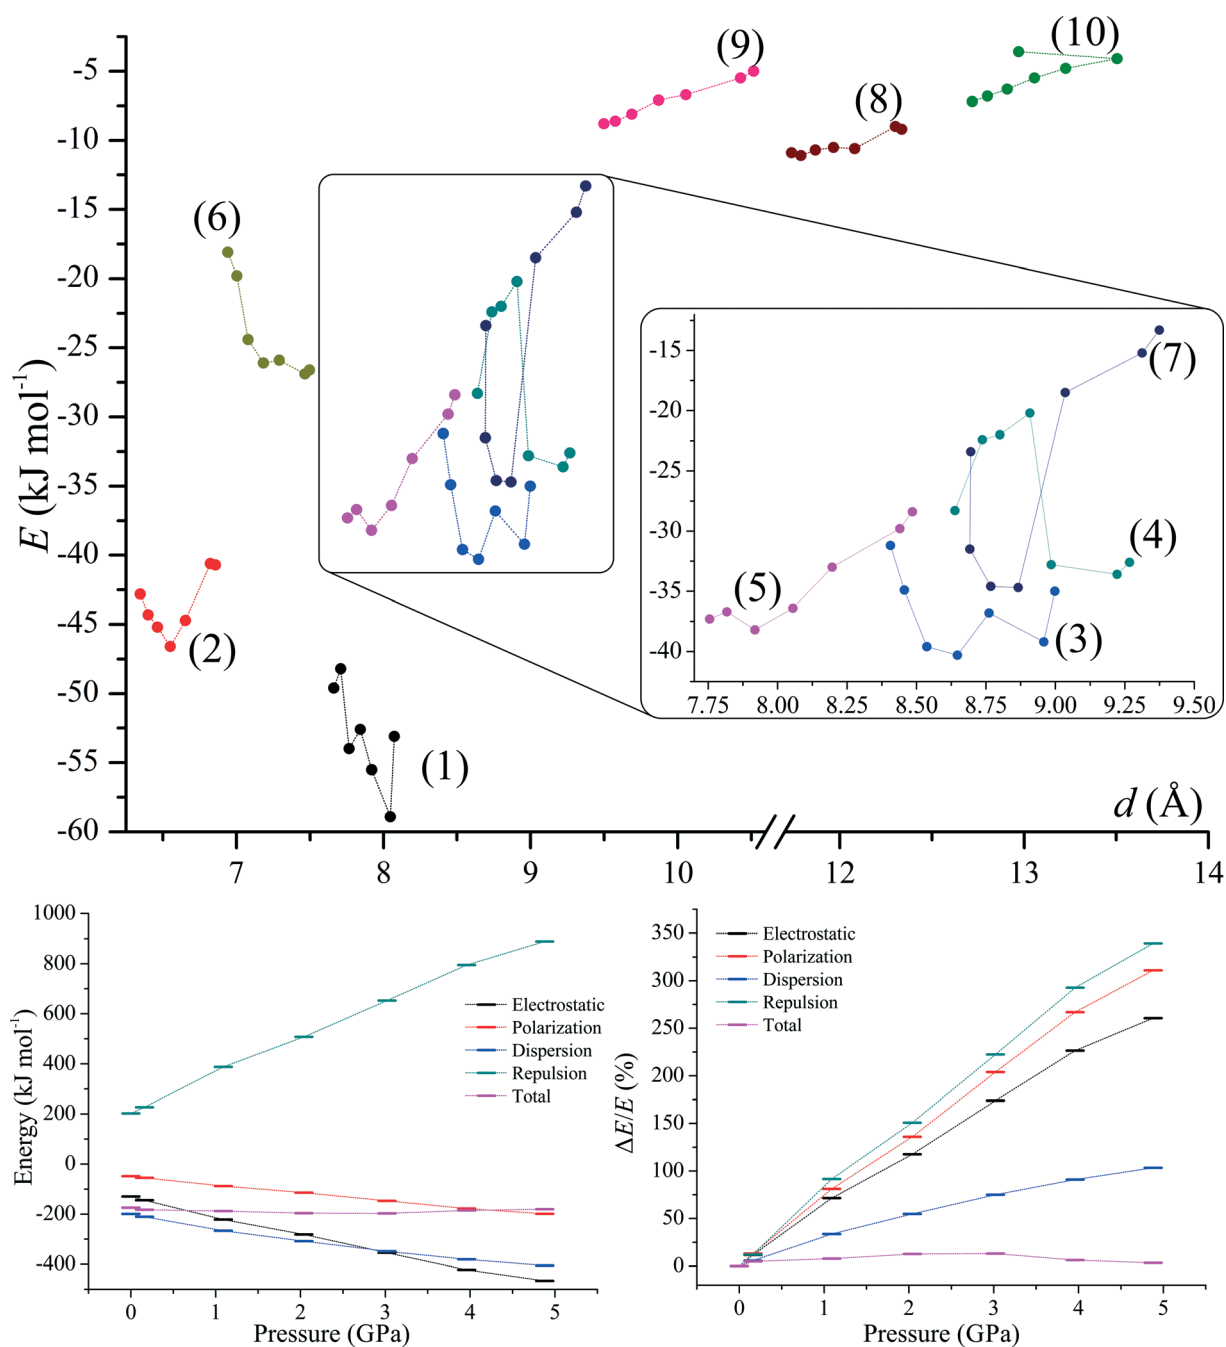 (9)
(10)
-5
(8)
-10
-15
(6)
-20
-25
E (kJ mol⁻¹)
-30
-35
-40
-45
(2)
-50
-55
(1)
-60
-15
(7)
-20
-25
-30
(4)
(5)
-35
(3)
-40
7.75 8.00 8.25 8.50 8.75 9.00 9.25 9.50
d (Å)
7 8 9 10 12 13 14
1000
800
600
400
200
0
-200
-400
Energy (kJ mol⁻¹)
Electrostatic
Polarization
Dispersion
Repulsion
Total
0 1 2 3 4 5
Pressure (GPa)
350
300
250
200
150
100
50
0
ΔE/E (%)
Electrostatic
Polarization
Dispersion
Repulsion
Total
0 1 2 3 4 5
Pressure (GPa)